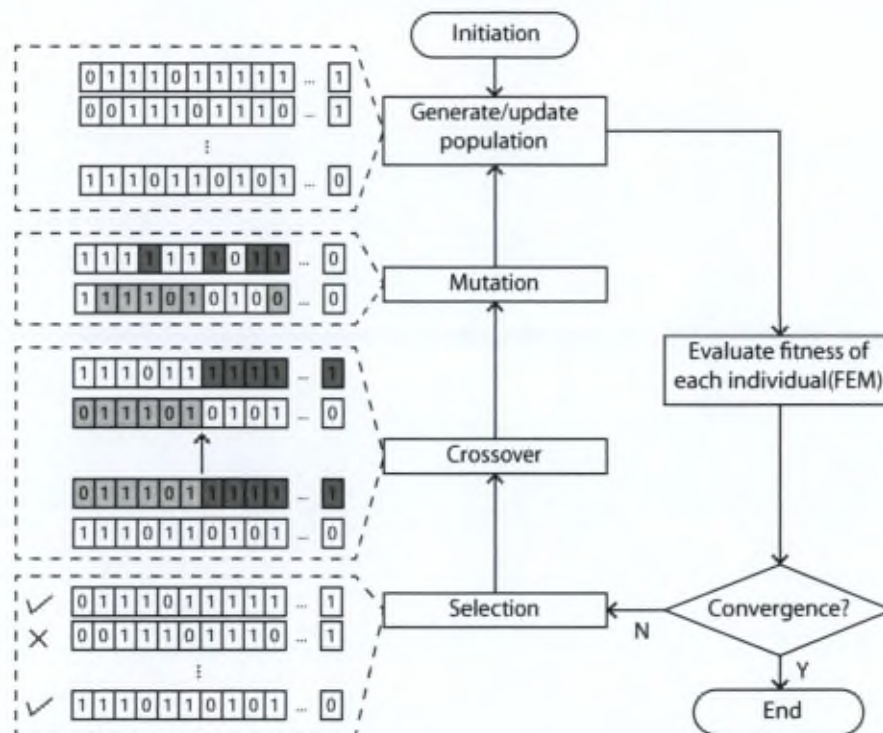 Initiation
0 1 1 1 0 1 1 1 1 1 ... 1
0 0 1 1 1 0 1 1 1 0 ... 1
⋮
1 1 1 0 1 1 0 1 0 1 ... 0
Generate/update
population
1 1 1 1 1 1 1 0 1 1 ... 0
1 1 1 1 0 1 0 1 0 0 ... 0
Mutation
Evaluate fitness of
each individual(FEM)
1 1 1 0 1 1 1 1 1 1 ... 1
0 1 1 1 0 1 0 1 0 1 ... 0
Crossover
0 1 1 1 0 1 1 1 1 1 ... 1
1 1 1 0 1 1 0 1 0 1 ... 0
0 1 1 1 0 1 1 1 1 1 ... 1
Selection
N
Convergence?
0 0 1 1 1 0 1 1 1 0 ... 1
⋮
Y
1 1 1 0 1 1 0 1 0 1 ... 0
End